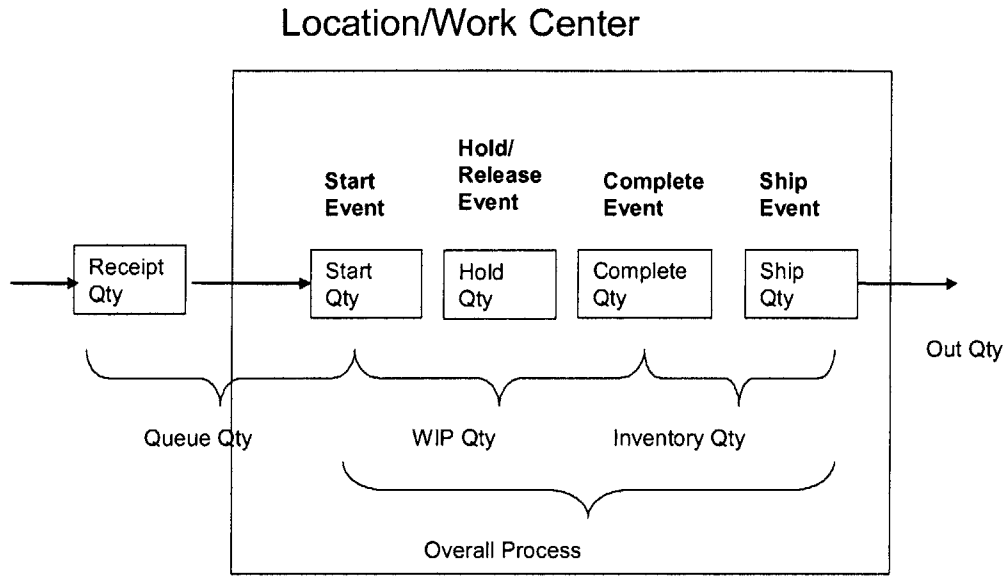 Location/Work Center
Start
Event
Hold/
Release
Event
Complete
Event
Ship
Event
Receipt
Qty
Start
Qty
Hold
Qty
Complete
Qty
Ship
Qty
Out Qty
Queue Qty
WIP Qty
Inventory Qty
Overall Process